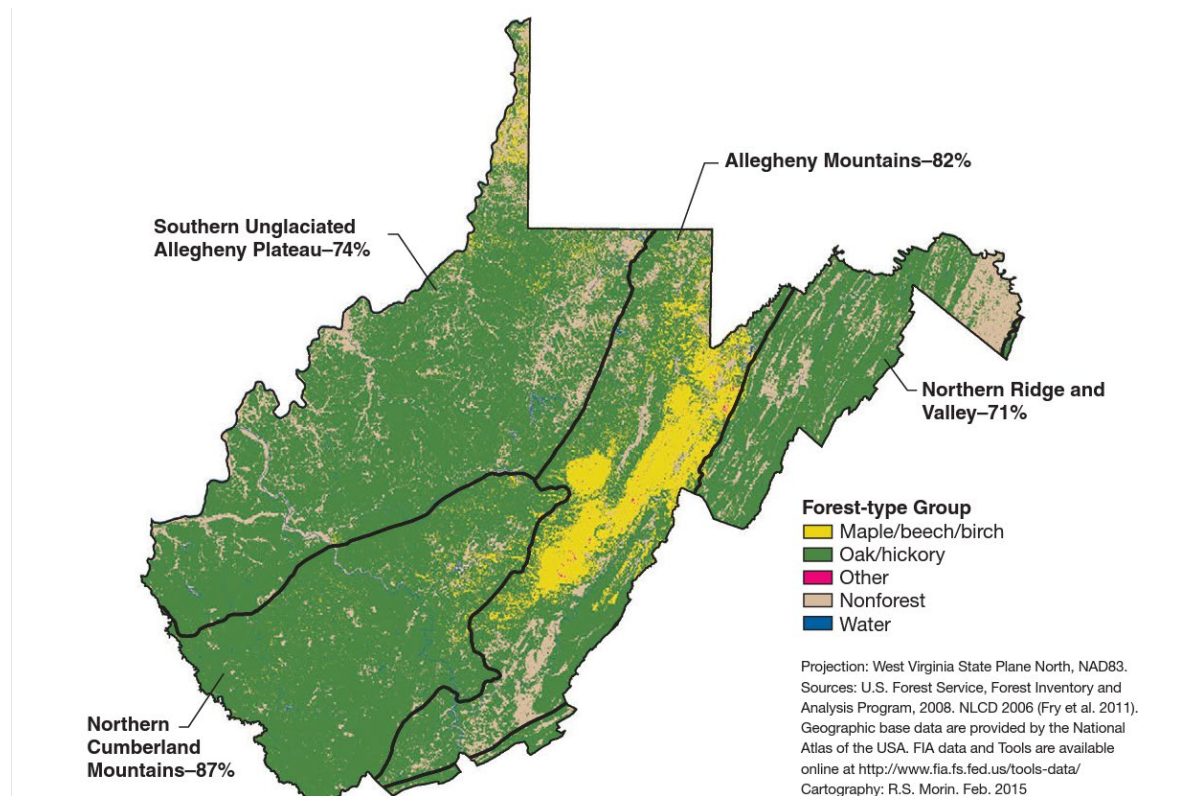 Allegheny Mountains–82%
Southern Unglaciated
Allegheny Plateau–74%
Northern Ridge and
Valley–71%
Forest-type Group
Maple/beech/birch
Oak/hickory
Other
Nonforest
Water
Projection: West Virginia State Plane North, NAD83.
Sources: U.S. Forest Service, Forest Inventory and
Analysis Program, 2008. NLCD 2006 (Fry et al. 2011).
Geographic base data are provided by the National
Atlas of the USA. FIA data and Tools are available
online at http://www.fia.fs.fed.us/tools-data/
Cartography: R.S. Morin. Feb. 2015
Northern
Cumberland
Mountains–87%